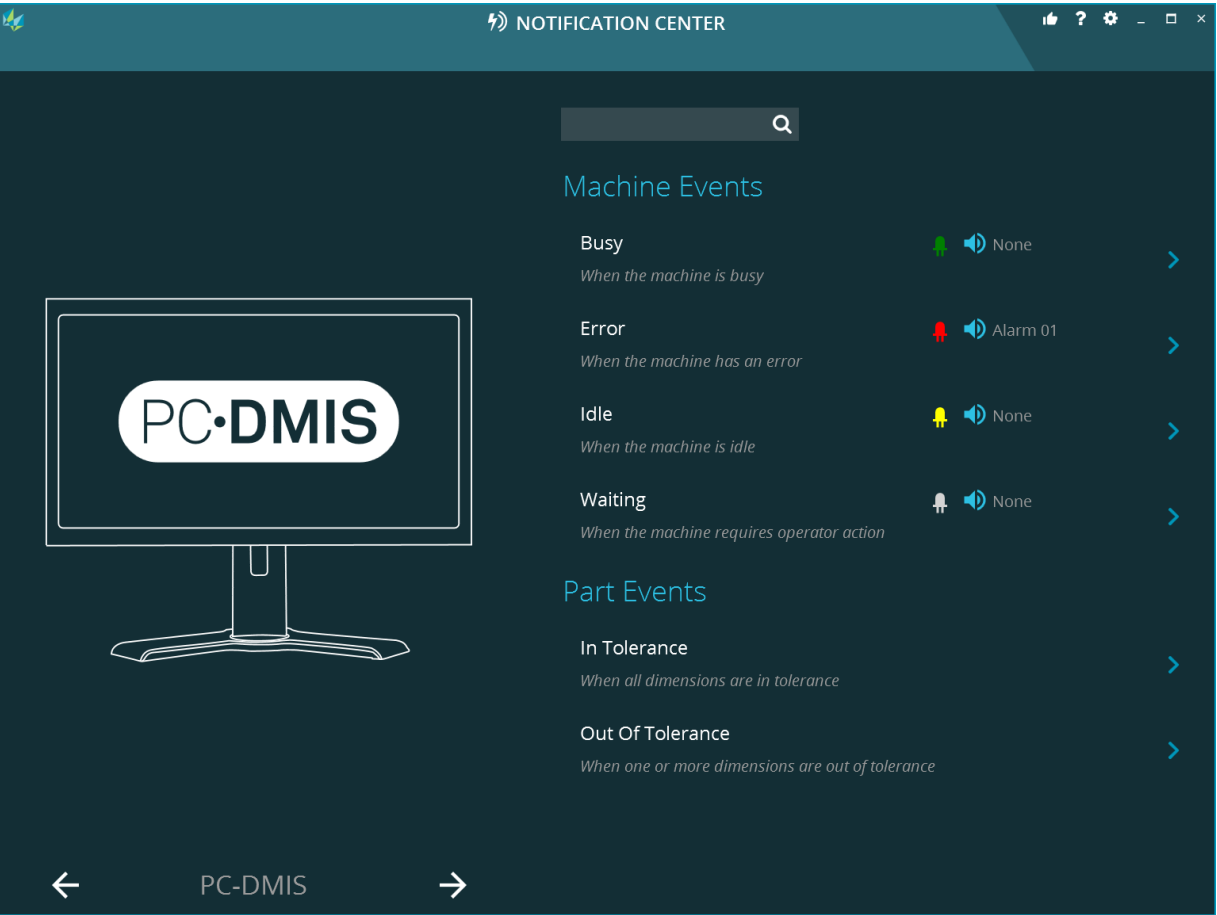 NOTIFICATION CENTER
PC•DMIS
PC-DMIS
Machine Events
Busy
None
When the machine is busy
Error
Alarm 01
When the machine has an error
Idle
None
When the machine is idle
Waiting
None
When the machine requires operator action
Part Events
In Tolerance
When all dimensions are in tolerance
Out Of Tolerance
When one or more dimensions are out of tolerance